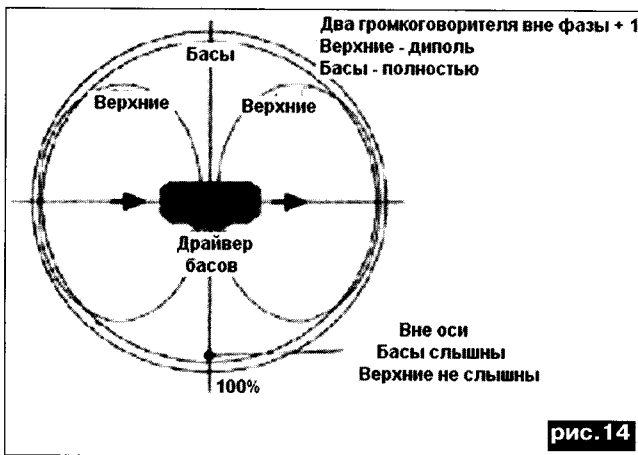 Два громкоговорителя вне фазы + 1
Верхние - диполь
Басы - полностью
Басы
Верхние
Верхние
Драйвер
басов
Вне оси
Басы слышны
Верхние не слышны
100%
рис.14